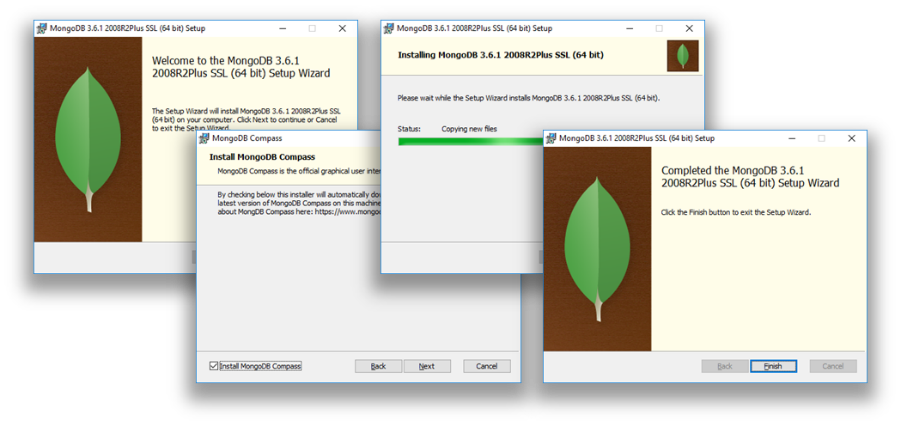 MongoDB 3.6.1 2008R2Plus SSL (64 bit) Setup
Welcome to the MongoDB 3.6.1
2008R2Plus SSL (64 bit) Setup Wizard
The Setup Wizard will install MongoDB 3.6.1 2008R2Plus SSL
(64 bit) on your computer. Click Next to continue or Cancel
to exit the Setup Wizard.
MongoDB Compass
Install MongoDB Compass
MongoDB Compass is the official graphical user
By checking below this installer will automatically
latest version of MongoDB Compass on this machine
about MongDB Compass here: https://www.mongo
Install MongoDB Compass
Back
Next
Cancel
MongoDB 3.6.1 2008R2Plus SSL (64 bit) Setup
Installing MongoDB 3.6.1 2008R2Plus SSL (64 bit)
Please wait while the Setup Wizard installs MongoDB 3.6.1 2008R2Plus SSL (64 bit).
Status: Copying new files
MongoDB 3.6.1 2008R2Plus SSL (64 bit) Setup
Completed the MongoDB 3.6.1
2008R2Plus SSL (64 bit) Setup Wizard
Click the Finish button to exit the Setup Wizard.
Back
Finish
Cancel